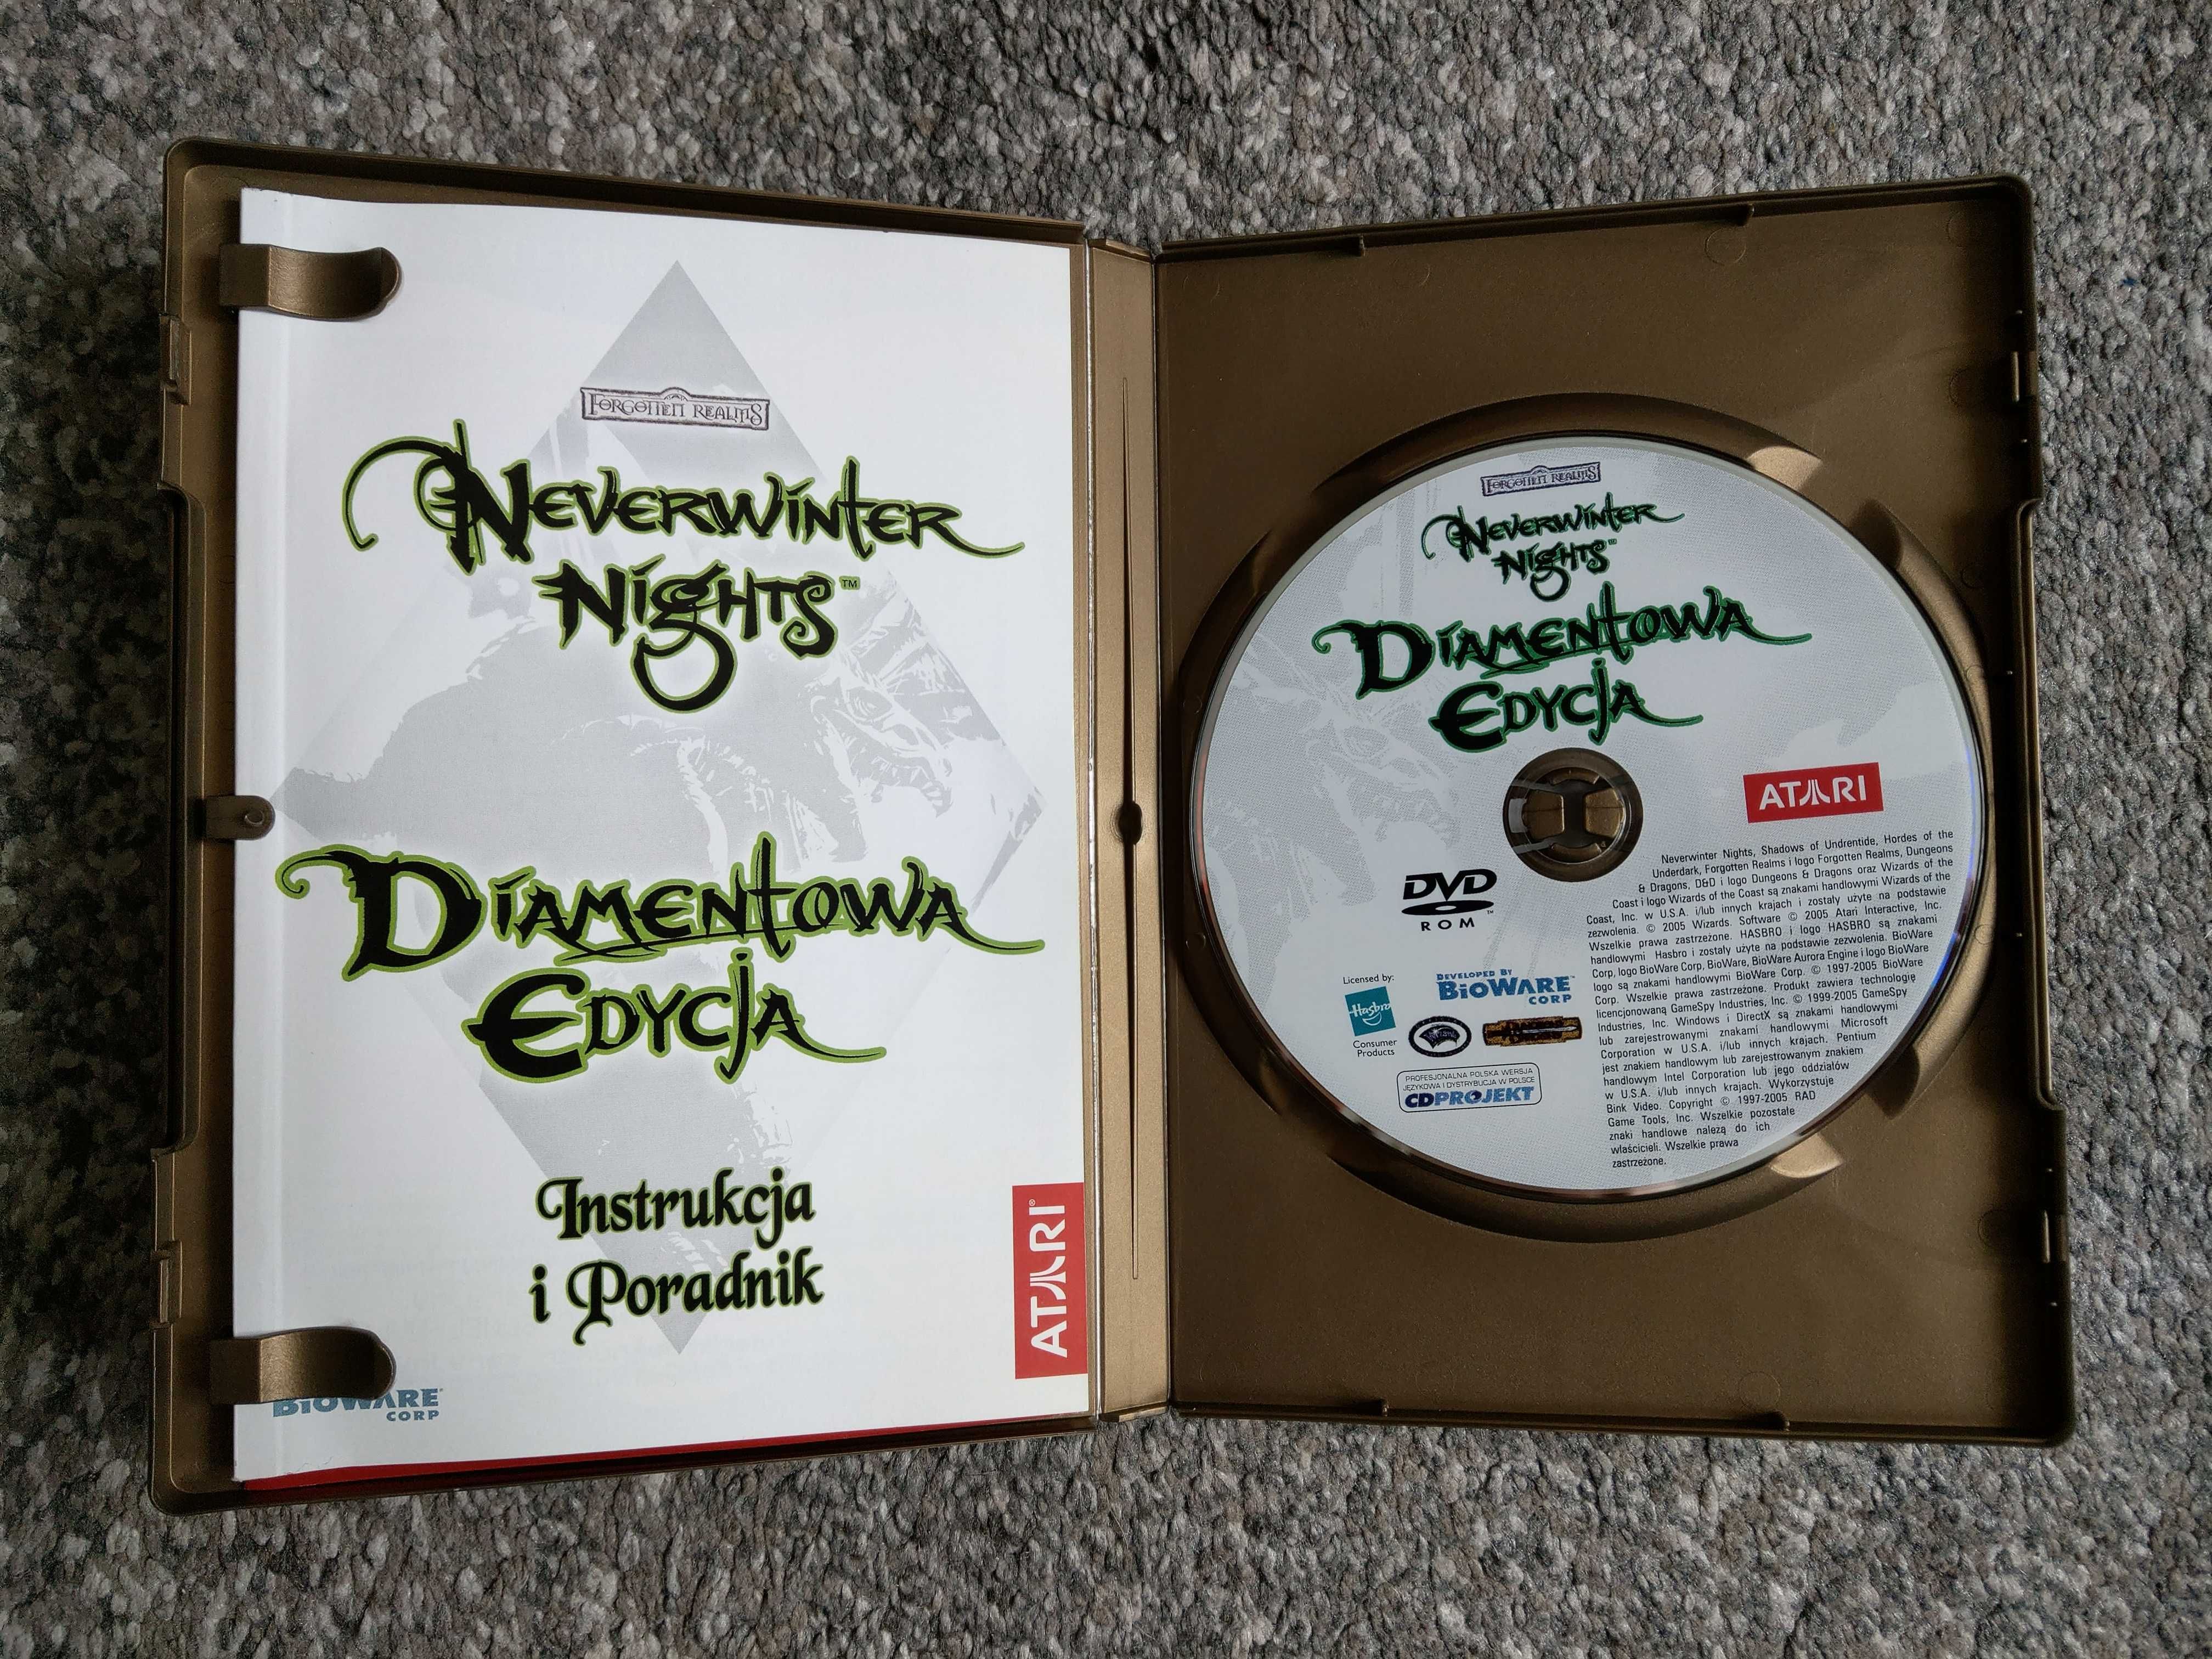 FORGOTTEN REALMS
NEVERWINTER
NIGHTS™
DIAMENTOWA
EDYCJA
Instrukcja
i Poradnik
ATARI®
BIOWARE
CORP
FORGOTTEN REALMS
NEVERWINTER
NIGHTS™
DIAMENTOWA
EDYCJA
ATARI
DVD
ROM
Licensed by:
Hasbro
Consumer
Products
DEVELOPED BY
BIOWARE™
CORP
PROFESJONALNA POLSKA WERSJA
JĘZYKOWA I DYSTRYBUCJA W POLSCE
CDPROJEKT
Neverwinter Nights, Shadows of Undrentide, Hordes of the
Underdark, Forgotten Realms i logo Forgotten Realms, Dungeons
& Dragons, D&D i logo Dungeons & Dragons oraz Wizards of the
Coast i logo Wizards of the Coast są znakami handlowymi Wizards of the
Coast, Inc. w U.S.A. i/lub innych krajach i zostały użyte na podstawie
zezwolenia. © 2005 Wizards. Software © 2005 Atari Interactive, Inc.
Wszelkie prawa zastrzeżone. HASBRO i logo HASBRO są znakami
handlowymi Hasbro i zostały użyte na podstawie zezwolenia. BioWare
Corp, logo BioWare Corp, BioWare, BioWare Aurora Engine i logo BioWare
logo są znakami handlowymi BioWare Corp. © 1997-2005 BioWare
Corp. Wszelkie prawa zastrzeżone. Produkt zawiera technologię
licencjonowaną GameSpy Industries, Inc. © 1999-2005 GameSpy
Industries, Inc. Windows i DirectX są znakami handlowymi
lub zarejestrowanymi znakami handlowymi Microsoft
Corporation w U.S.A. i/lub innych krajach. Pentium
jest znakiem handlowym lub zarejestrowanym znakiem
handlowym Intel Corporation lub jego oddziałów
w U.S.A. i/lub innych krajach. Wykorzystuje
Bink Video. Copyright © 1997-2005 RAD
Game Tools, Inc. Wszelkie pozostałe
znaki handlowe należą do ich
właścicieli. Wszelkie prawa
zastrzeżone.